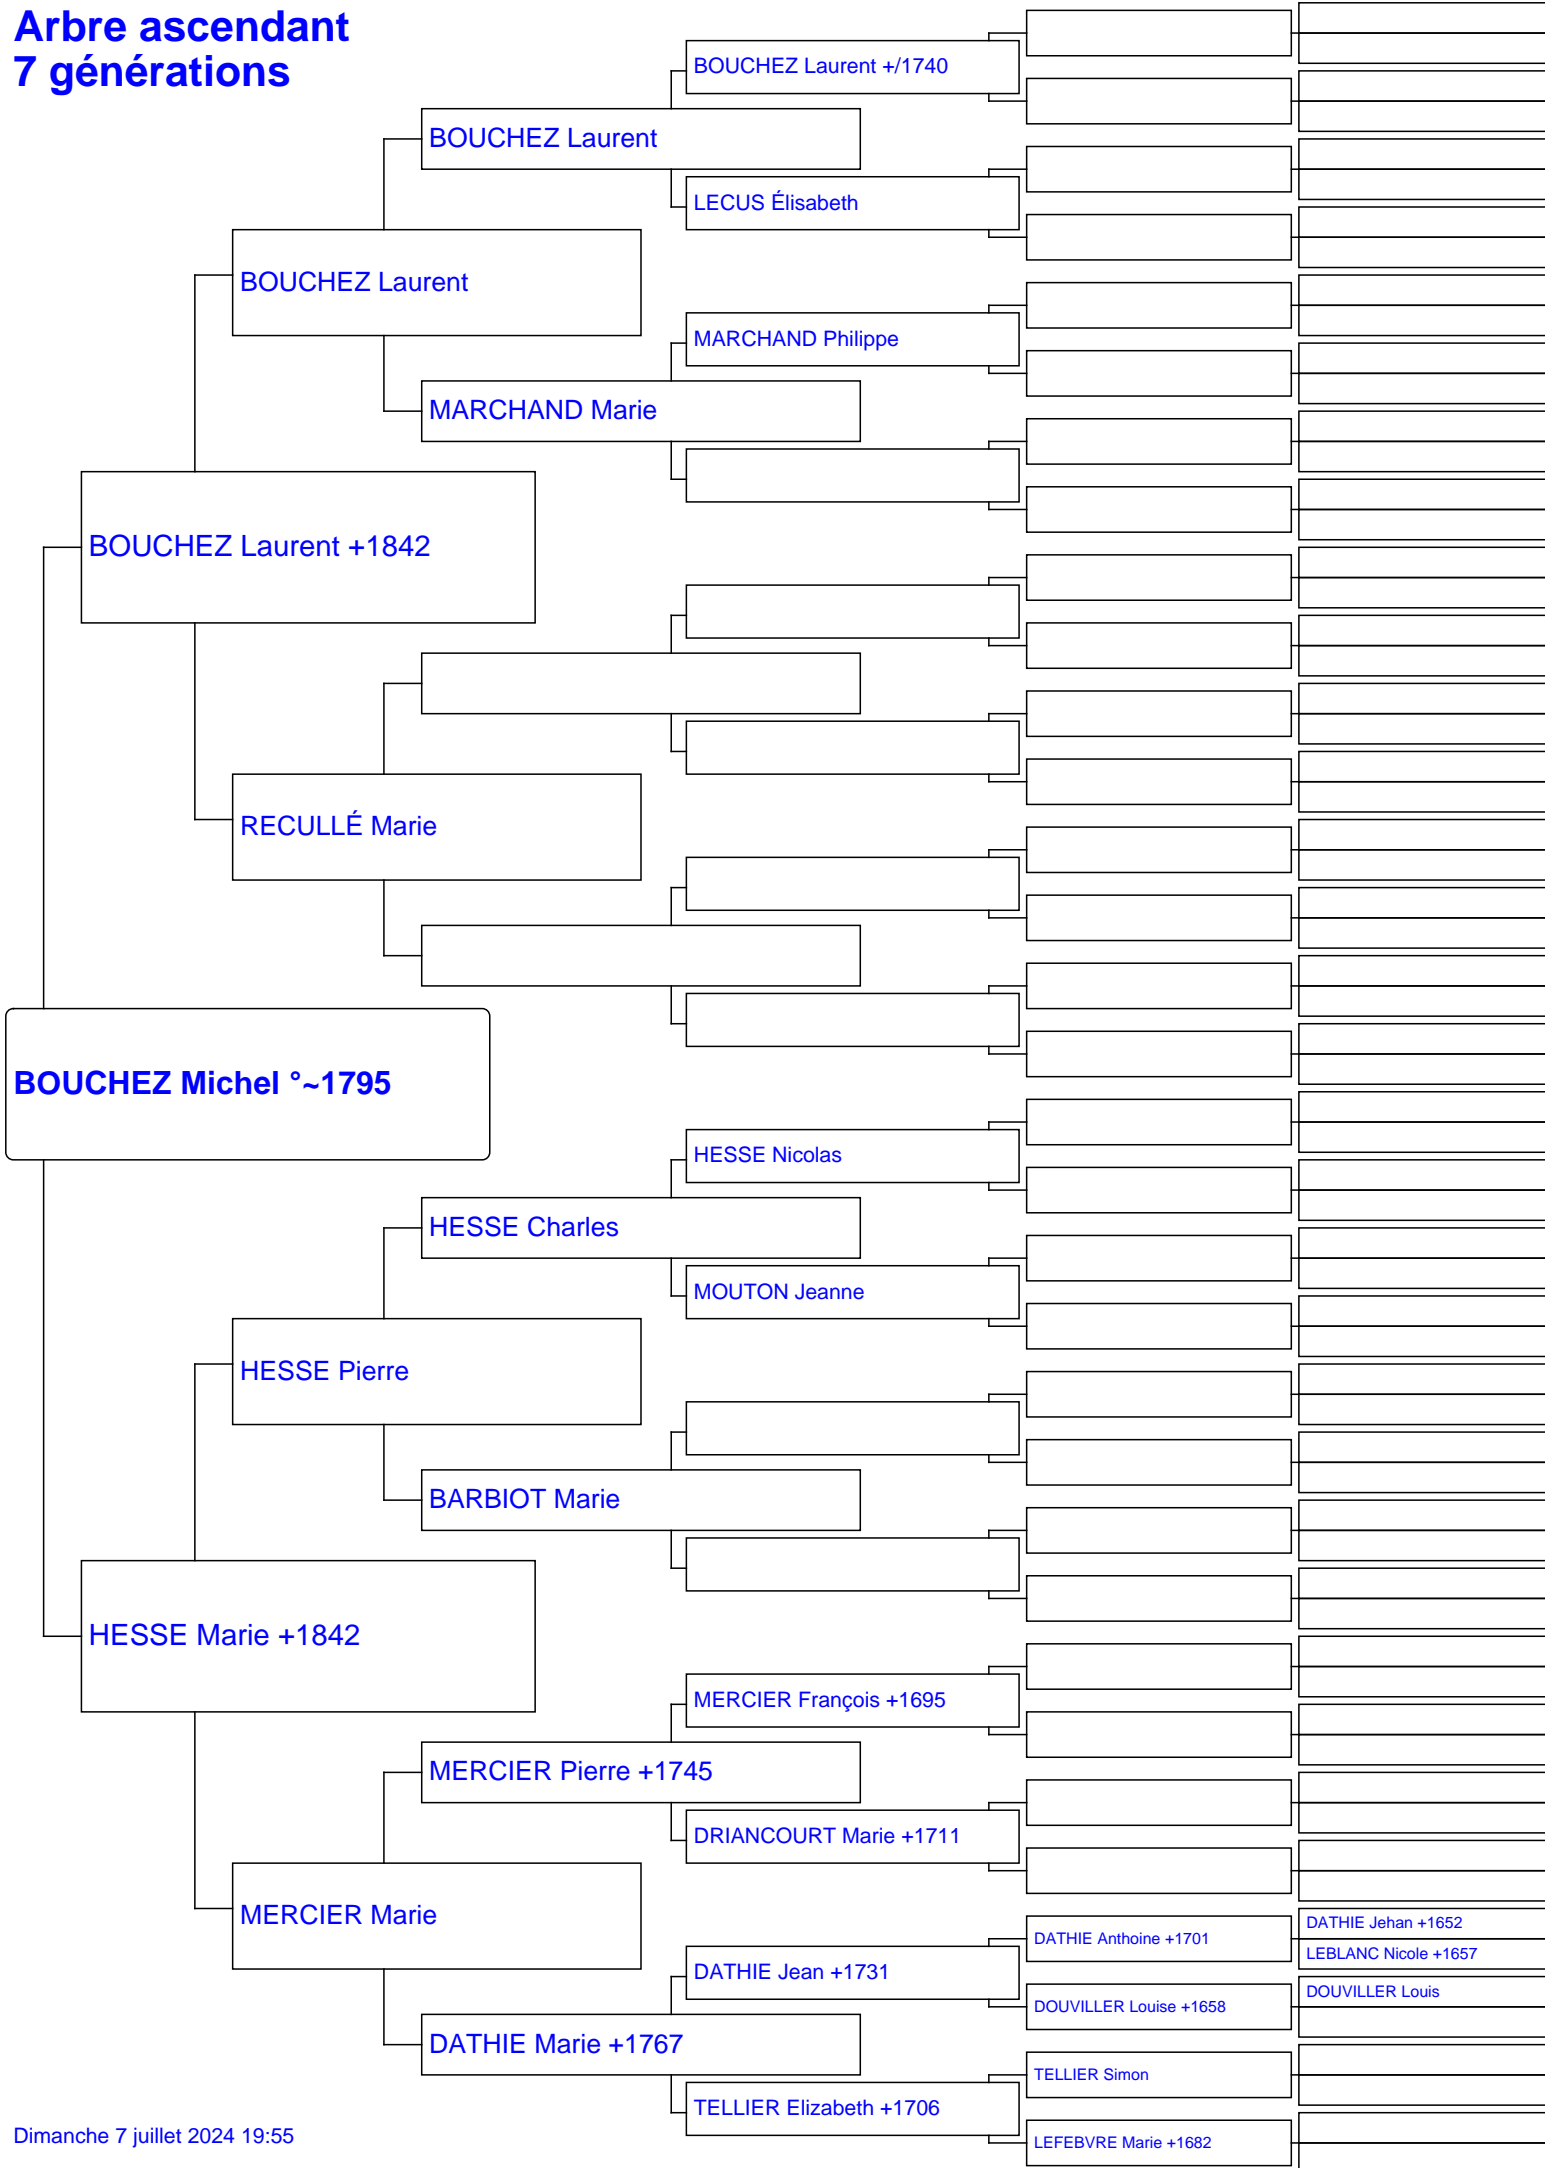 Arbre ascendant
7 générations
BOUCHEZ Laurent +/1740
BOUCHEZ Laurent
LECUS Élisabeth
BOUCHEZ Laurent
MARCHAND Philippe
MARCHAND Marie
BOUCHEZ Laurent +1842
RECULLÉ Marie
BOUCHEZ Michel °~1795
HESSE Nicolas
HESSE Charles
MOUTON Jeanne
HESSE Pierre
BARBIOT Marie
HESSE Marie +1842
MERCIER François +1695
MERCIER Pierre +1745
DRIANCOURT Marie +1711
MERCIER Marie
DATHIE Jehan +1652
DATHIE Anthoine +1701
LEBLANC Nicole +1657
DATHIE Jean +1731
DOUVILLER Louis
DOUVILLER Louise +1658
DATHIE Marie +1767
TELLIER Simon
TELLIER Elizabeth +1706
LEFEBVRE Marie +1682
Dimanche 7 juillet 2024 19:55